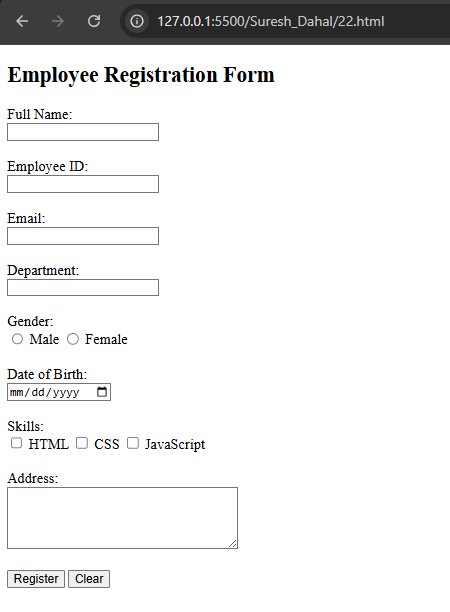 127.0.0.1:5500/Suresh_Dahal/22.html
Employee Registration Form
Full Name:
Employee ID:
Email:
Department:
Gender:
Male Female
Date of Birth:
mm/dd/yyyy
Skills:
HTML CSS JavaScript
Address:
Register Clear